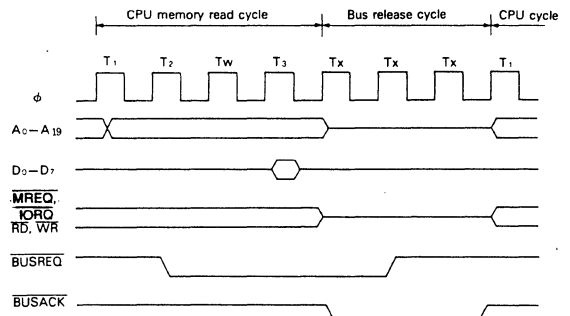 CPU memory read cycle Bus release cycle CPU cycle
T1 T2 TW T3 TX TX TX T1
φ
A0–A19
D0–D7
MREQ,
IORQ
RD, WR
BUSREQ
BUSACK